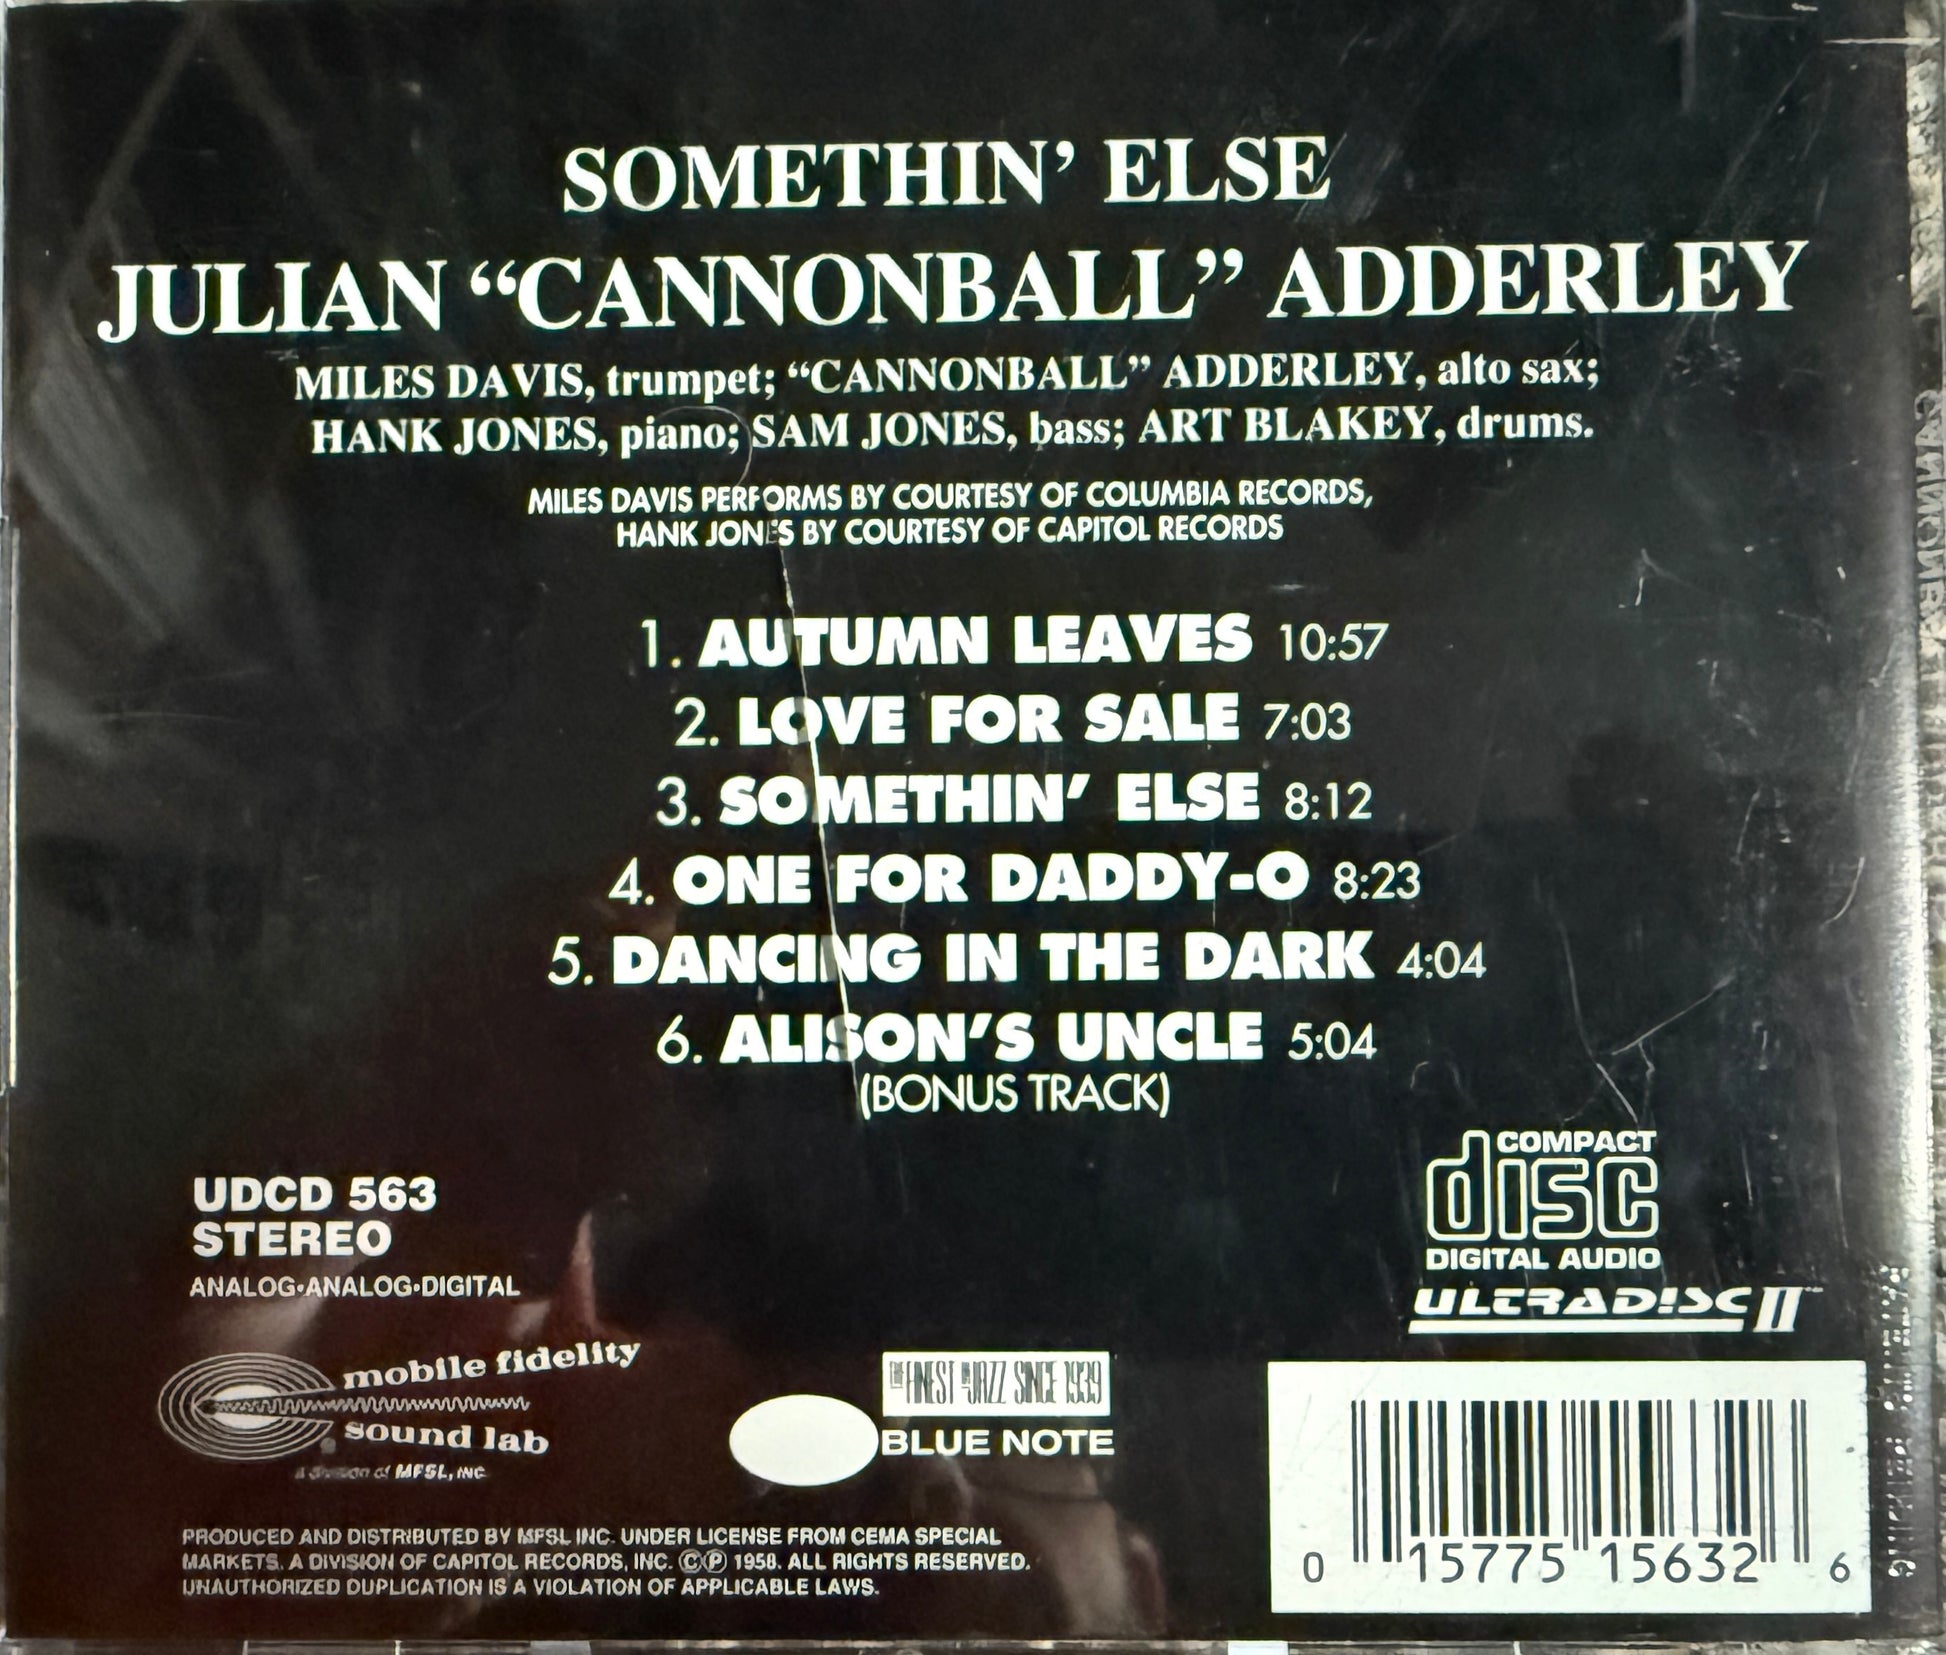 SOMETHIN' ELSE
JULIAN “CANNONBALL” ADDERLEY
MILES DAVIS, trumpet; “CANNONBALL” ADDERLEY, alto sax;
HANK JONES, piano; SAM JONES, bass; ART BLAKEY, drums.
MILES DAVIS PERFORMS BY COURTESY OF COLUMBIA RECORDS,
HANK JONES BY COURTESY OF CAPITOL RECORDS
1. AUTUMN LEAVES 10:57
2. LOVE FOR SALE 7:03
3. SOMETHIN' ELSE 8:12
4. ONE FOR DADDY-O 8:23
5. DANCING IN THE DARK 4:04
6. ALISON'S UNCLE 5:04
(BONUS TRACK)
UDCD 563
STEREO
ANALOG•ANALOG•DIGITAL
COMPACT
disc
DIGITAL AUDIO
ULTRADISC II™
mobile fidelity
sound lab
a division of MFSL, INC.
THE FINEST IN JAZZ SINCE 1939
BLUE NOTE
PRODUCED AND DISTRIBUTED BY MFSL INC. UNDER LICENSE FROM CEMA SPECIAL
MARKETS. A DIVISION OF CAPITOL RECORDS, INC. ©℗ 1958. ALL RIGHTS RESERVED.
UNAUTHORIZED DUPLICATION IS A VIOLATION OF APPLICABLE LAWS.
0 15775 15632 6